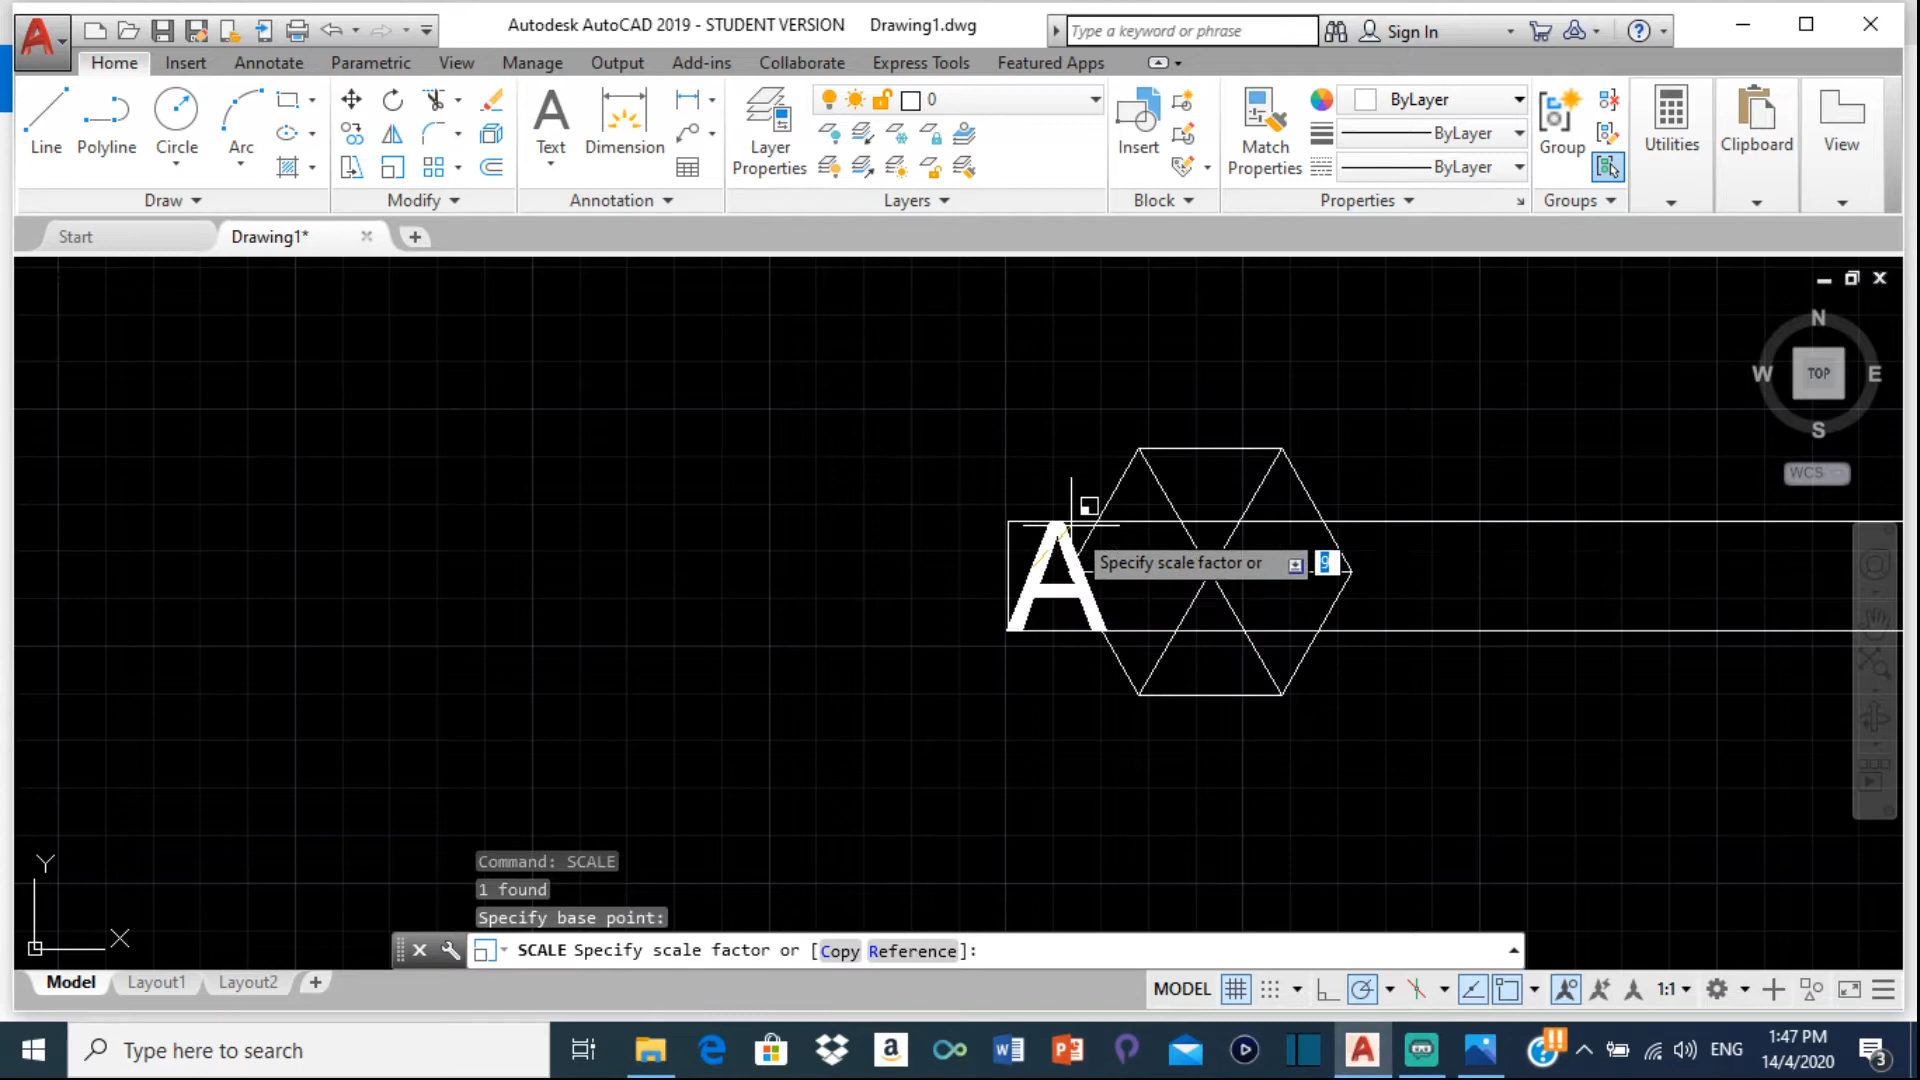 Autodesk AutoCAD 2019 - STUDENT VERSION Drawing1.dwg
Type a keyword or phrase
Sign In
Home Insert Annotate Parametric View Manage Output Add-ins Collaborate Express Tools Featured Apps
0
ByLayer
ByLayer
ByLayer
Line Polyline Circle Arc
Text Dimension
Layer Properties
Insert
Match Properties
Group
Utilities
Clipboard
View
Draw Modify Annotation Layers Block Properties Groups
Start Drawing1*
N
W TOP E
S
WCS
A
Specify scale factor or 9
Command: SCALE
1 found
Specify base point:
SCALE Specify scale factor or [Copy Reference]:
Y
X
Model Layout1 Layout2
MODEL 1:1
Type here to search
ENG
1:47 PM
14/4/2020
3